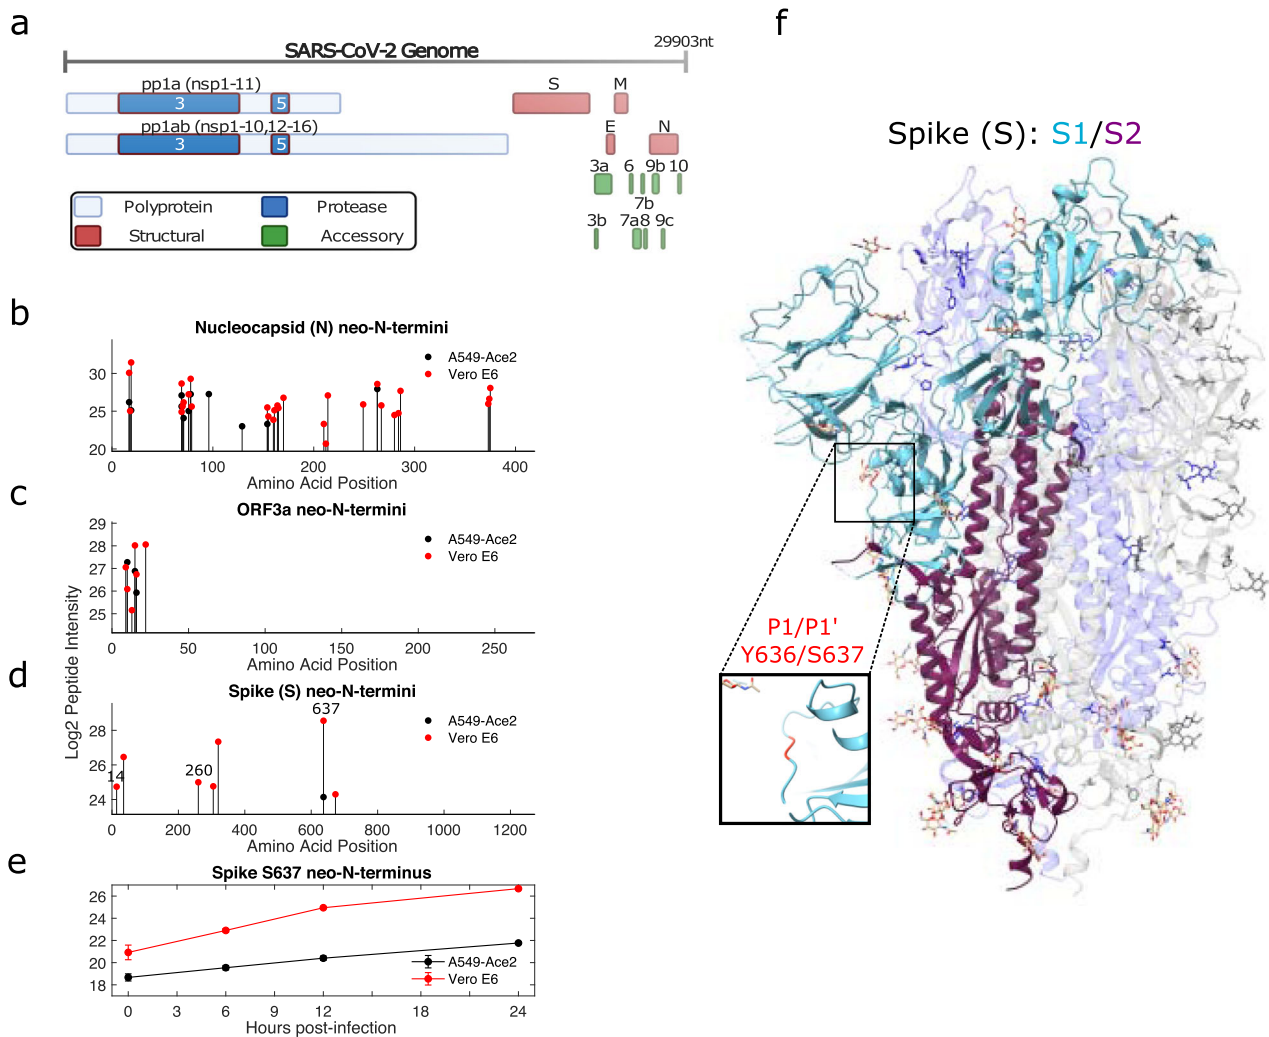 a
SARS-CoV-2 Genome
29903nt
pp1a (nsp1-11)
3
5
S
M
pp1ab (nsp1-10,12-16)
3
5
E
N
3a
6
9b
10
7b
3b
7a
8
9c
Polyprotein
Protease
Structural
Accessory
b
Nucleocapsid (N) neo-N-termini
A549-Ace2
Vero E6
30
25
20
0 100 200 300 400
Amino Acid Position
c
ORF3a neo-N-termini
A549-Ace2
Vero E6
29
28
27
26
25
0 50 100 150 200 250
Amino Acid Position
Log2 Peptide Intensity
d
Spike (S) neo-N-termini
637
A549-Ace2
Vero E6
14
260
28
26
24
0 200 400 600 800 1000 1200
Amino Acid Position
e
Spike S637 neo-N-terminus
26
24
22
20
18
A549-Ace2
Vero E6
0 3 6 9 12 18 24
Hours post-infection
f
Spike (S): S1/S2
P1/P1'
Y636/S637